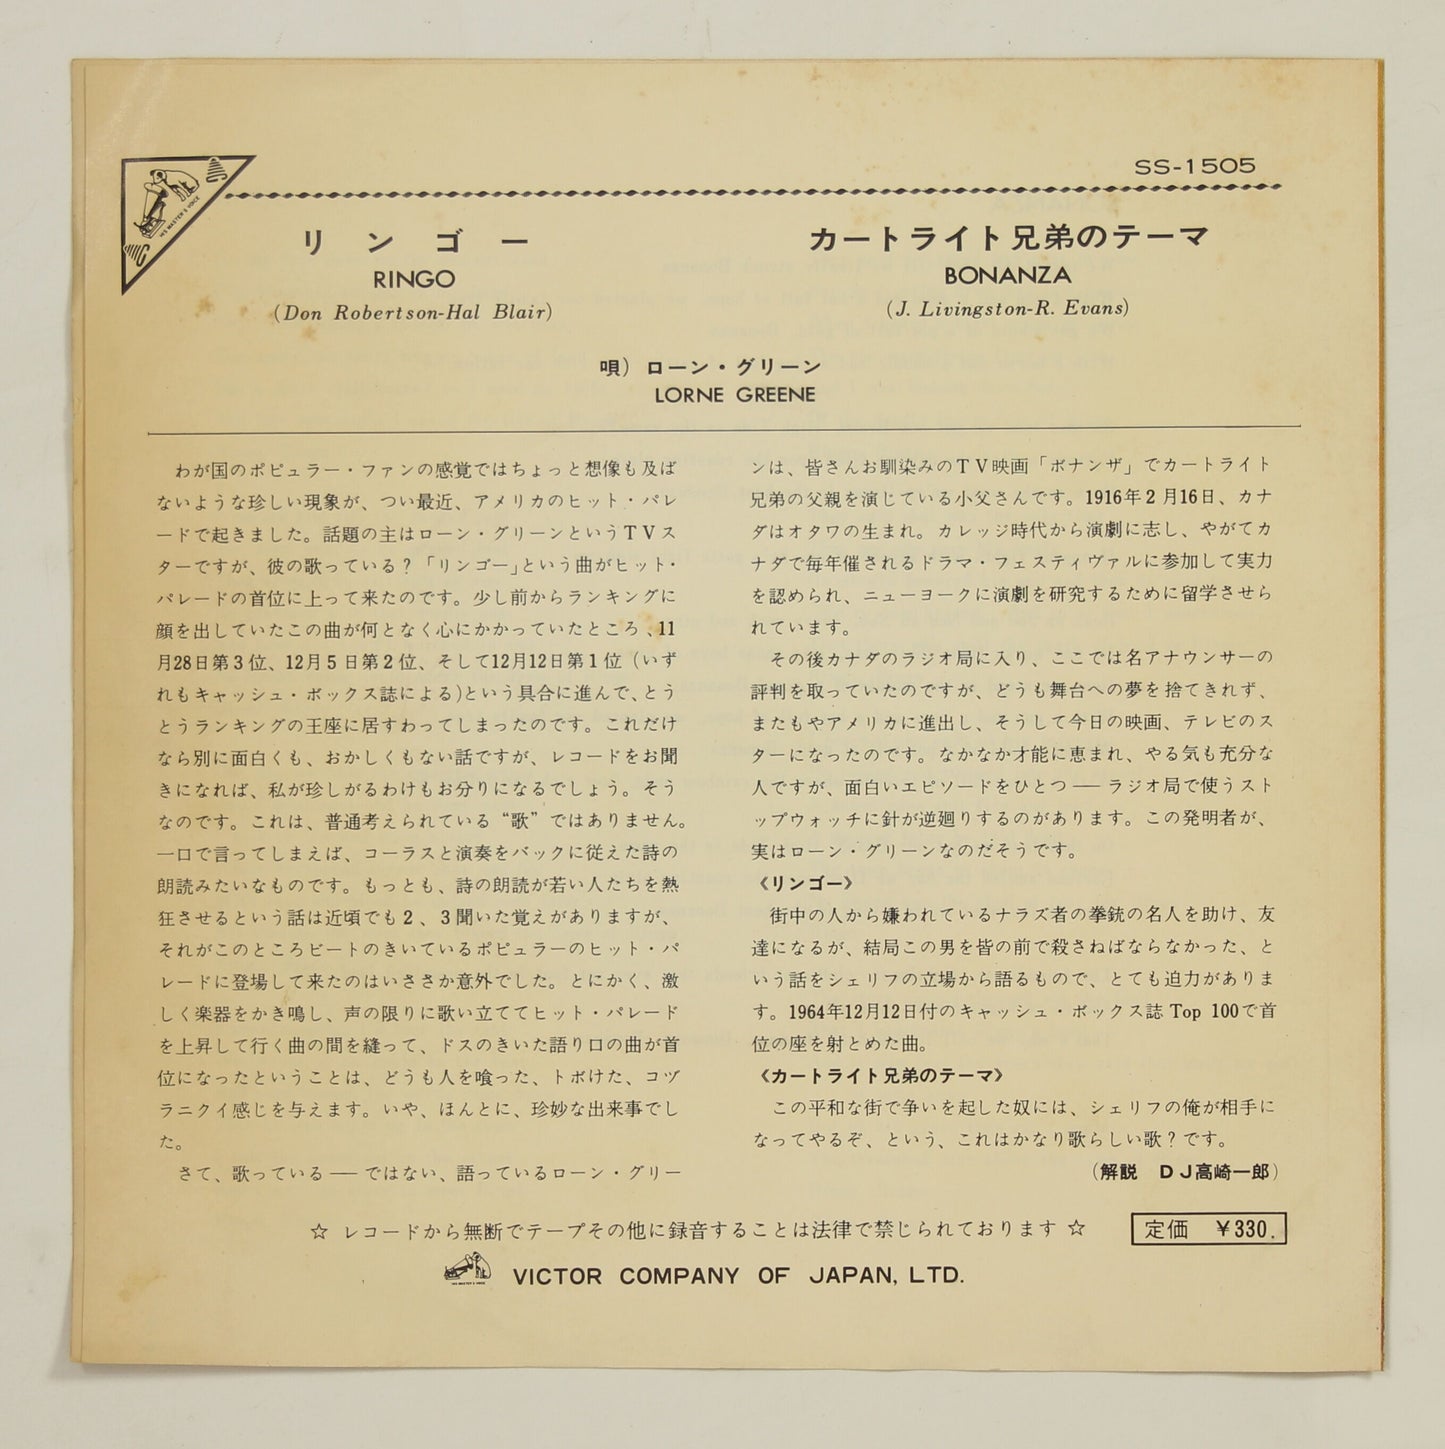 SS-1505
HIS MASTER'S VOICE
リンゴー
RINGO
(Don Robertson-Hal Blair)
カートライト兄弟のテーマ
BONANZA
(J. Livingston-R. Evans)
唄）ローン・グリーン
LORNE GREENE
わが国のポピュラー・ファンの感覚ではちょっと想像も及ば
ないような珍しい現象が、つい最近、アメリカのヒット・パレ
ードで起きました。話題の主はローン・グリーンというＴＶス
ターですが、彼の歌っている？「リンゴー」という曲がヒット・
パレードの首位に上って来たのです。少し前からランキングに
顔を出していたこの曲が何となく心にかかっていたところ、11
月28日第３位、12月５日第２位、そして12月12日第１位（いず
れもキャッシュ・ボックス誌による)という具合に進んで、とう
とうランキングの王座に居すわってしまったのです。これだけ
なら別に面白くも、おかしくもない話ですが、レコードをお聞
きになれば、私が珍しがるわけもお分りになるでしょう。そう
なのです。これは、普通考えられている“歌”ではありません。
一口で言ってしまえば、コーラスと演奏をバックに従えた詩の
朗読みたいなものです。もっとも、詩の朗読が若い人たちを熱
狂させるという話は近頃でも２、３聞いた覚えがありますが、
それがこのところビートのきいているポピュラーのヒット・パ
レードに登場して来たのはいささか意外でした。とにかく、激
しく楽器をかき鳴し、声の限りに歌い立ててヒット・パレード
を上昇して行く曲の間を縫って、ドスのきいた語り口の曲が首
位になったということは、どうも人を喰った、トボけた、コヅ
ラニクイ感じを与えます。いや、ほんとに、珍妙な出来事でし
た。
さて、歌っている――ではない、語っているローン・グリー
ンは、皆さんお馴染みのＴＶ映画「ボナンザ」でカートライト
兄弟の父親を演じている小父さんです。1916年２月16日、カナ
ダはオタワの生まれ。カレッジ時代から演劇に志し、やがてカ
ナダで毎年催されるドラマ・フェスティヴァルに参加して実力
を認められ、ニューヨークに演劇を研究するために留学させら
れています。
その後カナダのラジオ局に入り、ここでは名アナウンサーの
評判を取っていたのですが、どうも舞台への夢を捨てきれず、
またもやアメリカに進出し、そうして今日の映画、テレビのス
ターになったのです。なかなか才能に恵まれ、やる気も充分な
人ですが、面白いエピソードをひとつ――ラジオ局で使うスト
ップウォッチに針が逆廻りするのがあります。この発明者が、
実はローン・グリーンなのだそうです。
《リンゴー》
街中の人から嫌われているナラズ者の拳銃の名人を助け、友
達になるが、結局この男を皆の前で殺さねばならなかった、と
いう話をシェリフの立場から語るもので、とても迫力がありま
す。1964年12月12日付のキャッシュ・ボックス誌 Top 100で首
位の座を射とめた曲。
《カートライト兄弟のテーマ》
この平和な街で争いを起した奴には、シェリフの俺が相手に
なってやるぞ、という、これはかなり歌らしい歌？です。
（解説　ＤＪ高崎一郎）
☆ レコードから無断でテープその他に録音することは法律で禁じられております ☆
定価　￥330.
HIS MASTER'S VOICE
VICTOR COMPANY OF JAPAN, LTD.